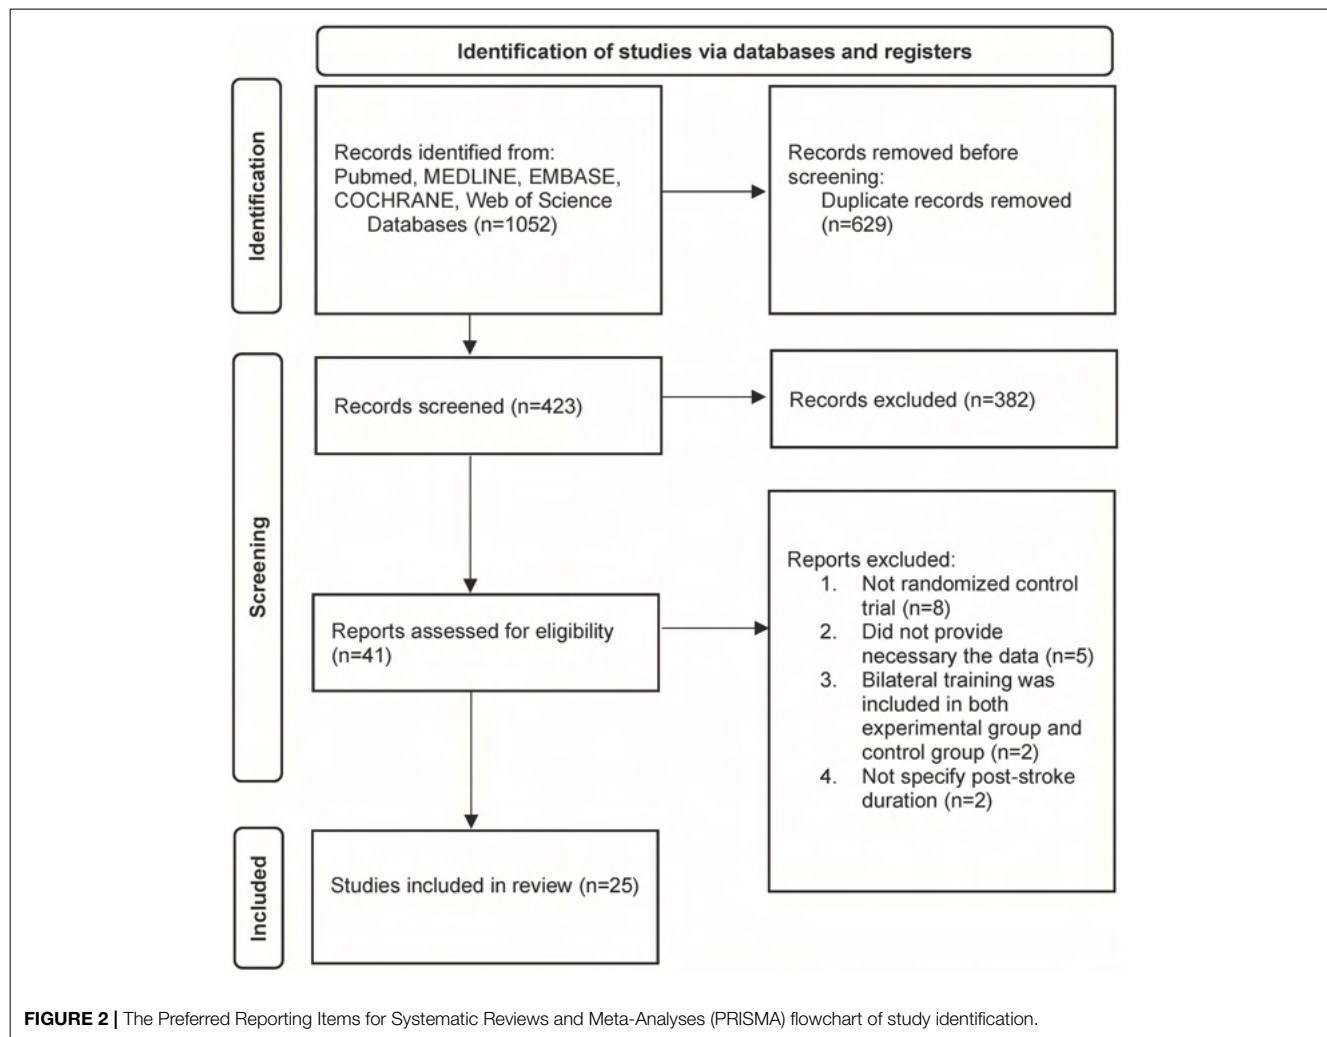 Identification of studies via databases and registers
Identification
Records identified from:
Pubmed, MEDLINE, EMBASE,
COCHRANE, Web of Science
Databases (n=1052)
Records removed before
screening:
Duplicate records removed
(n=629)
Screening
Records screened (n=423)
Records excluded (n=382)
Reports assessed for eligibility
(n=41)
Reports excluded:
1. Not randomized control
trial (n=8)
2. Did not provide
necessary the data (n=5)
3. Bilateral training was
included in both
experimental group and
control group (n=2)
4. Not specify post-stroke
duration (n=2)
Included
Studies included in review (n=25)
FIGURE 2 | The Preferred Reporting Items for Systematic Reviews and Meta-Analyses (PRISMA) flowchart of study identification.